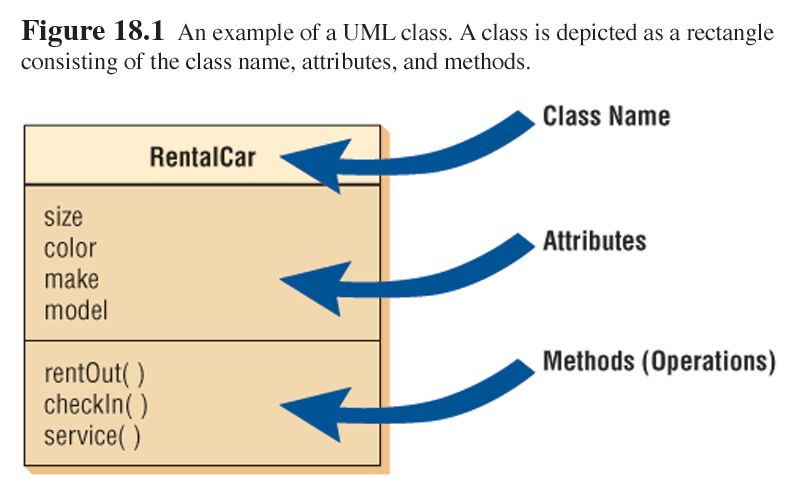 Figure 18.1 An example of a UML class. A class is depicted as a rectangle
consisting of the class name, attributes, and methods.
Class Name
RentalCar
size
color
make
model
Attributes
rentOut( )
checkIn( )
service( )
Methods (Operations)